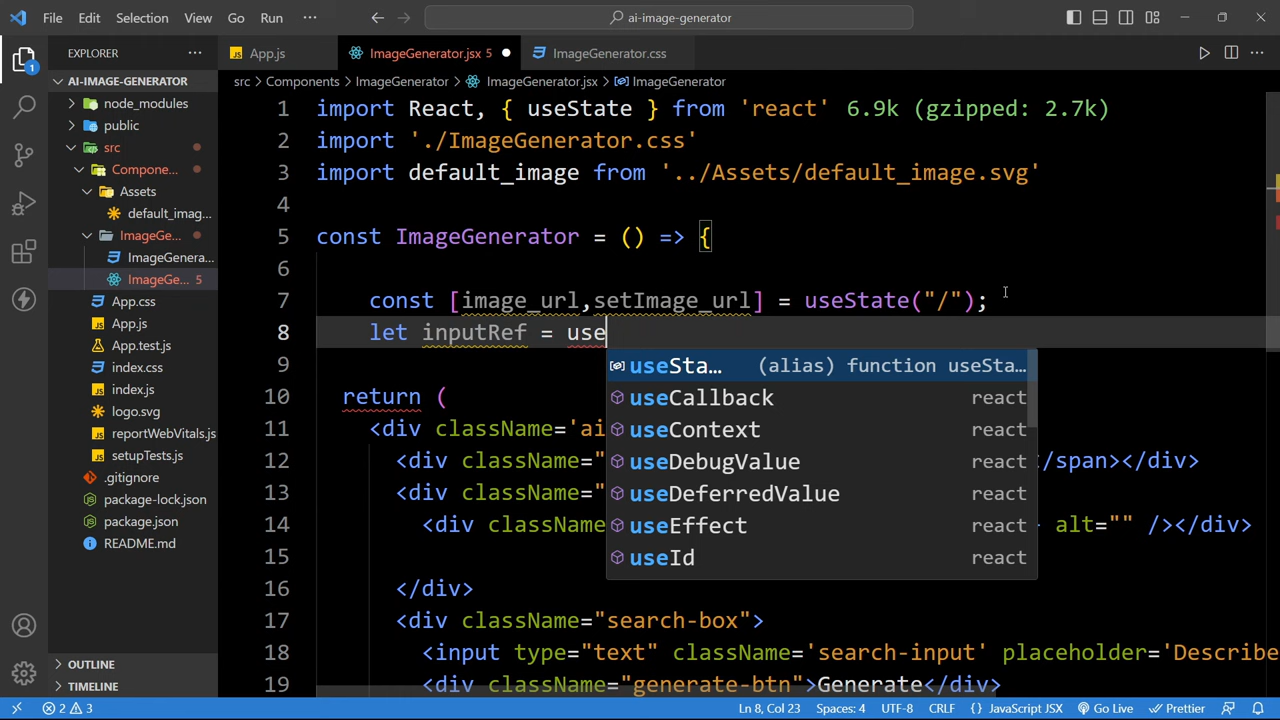 File Edit Selection View Go Run ai-image-generator
EXPLORER
App.js ImageGenerator.jsx 5 ImageGenerator.css
AI-IMAGE-GENERATOR
src > Components > ImageGenerator > ImageGenerator.jsx > ImageGenerator
1
node_modules
public
src
Compone...
Assets
default_imag...
ImageGe...
ImageGenera...
ImageGe... 5
App.css
App.js
App.test.js
index.css
index.js
logo.svg
reportWebVitals.js
setupTests.js
.gitignore
package-lock.json
package.json
README.md
OUTLINE
TIMELINE
1 import React, { useState } from 'react' 6.9k (gzipped: 2.7k)
2 import './ImageGenerator.css'
3 import default_image from '../Assets/default_image.svg'
4
5 const ImageGenerator = () => {
6
7 const [image_url,setImage_url] = useState("/");
8 let inputRef = use
9
10 return (
11 <div className='ai
12 <div className=" /span></div>
13 <div className="
14 <div className= alt="" /></div>
15
16 </div>
17 <div className="search-box">
18 <input type="text" className='search-input' placeholder='Describe
19 <div className="generate-btn">Generate</div>
useSta... (alias) function useSta...
useCallback react
useContext react
useDebugValue react
useDeferredValue react
useEffect react
useId react
2 3 Ln 8, Col 23 Spaces: 4 UTF-8 CRLF {} JavaScript JSX Go Live Prettier